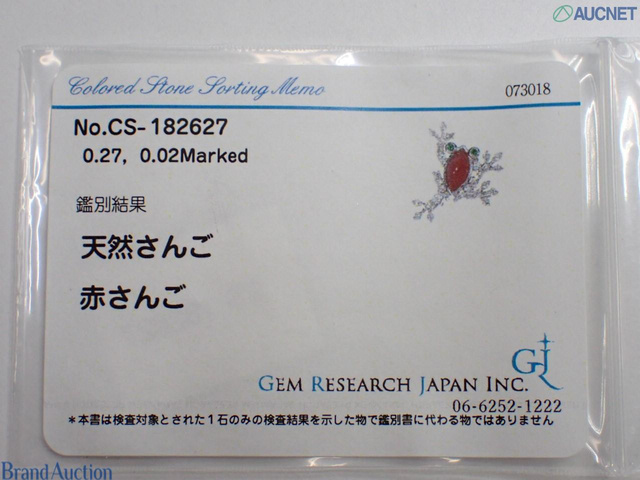 AUCNET
Colored Stone Sorting Memo
073018
No.CS-182627
0.27, 0.02Marked
鑑別結果
天然さんご
赤さんご
GJ
GEM RESEARCH JAPAN INC.
06-6252-1222
*本書は検査対象とされた1石のみの検査結果を示した物で鑑別書に代わる物ではありません
Brand Auction